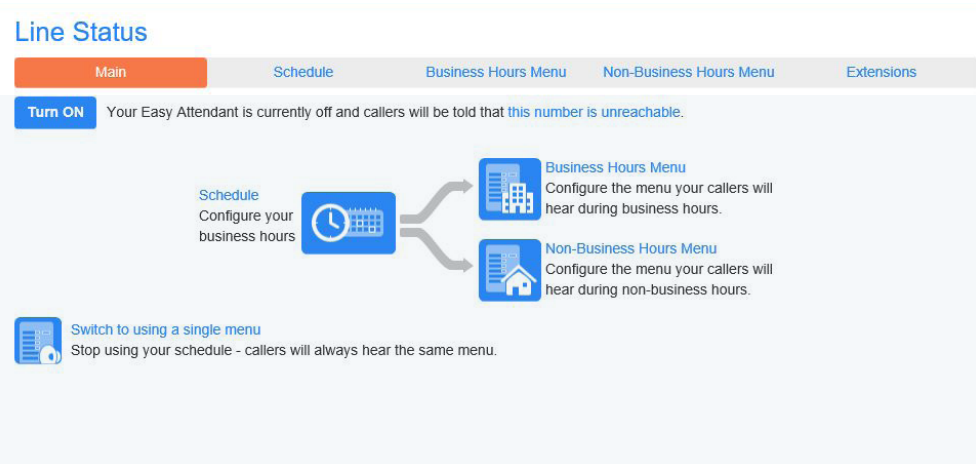 Line Status
Main Schedule Business Hours Menu Non-Business Hours Menu Extensions
Turn ON Your Easy Attendant is currently off and callers will be told that this number is unreachable.
Schedule
Configure your
business hours
Business Hours Menu
Configure the menu your callers will
hear during business hours.
Non-Business Hours Menu
Configure the menu your callers will
hear during non-business hours.
Switch to using a single menu
Stop using your schedule - callers will always hear the same menu.